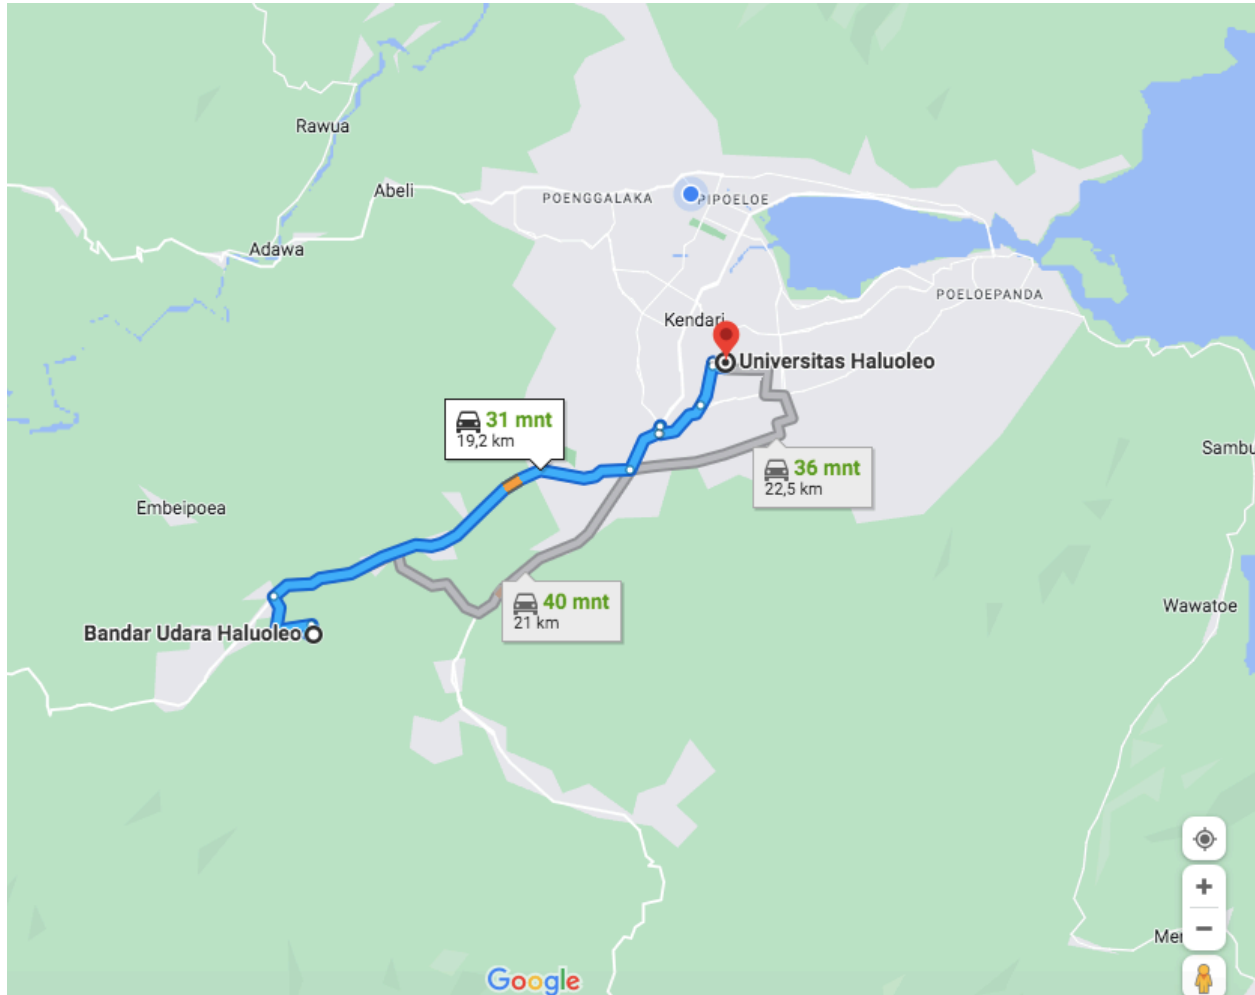 Rawua
Abeli
POENGGALAKA
PIPOELOE
Adawa
POELOEPANDA
Kendari
Universitas Haluoleo
31 mnt
19,2 km
Sambu
36 mnt
22,5 km
Embeipoea
40 mnt
21 km
Wawatoe
Bandar Udara Haluoleo
Me
Google